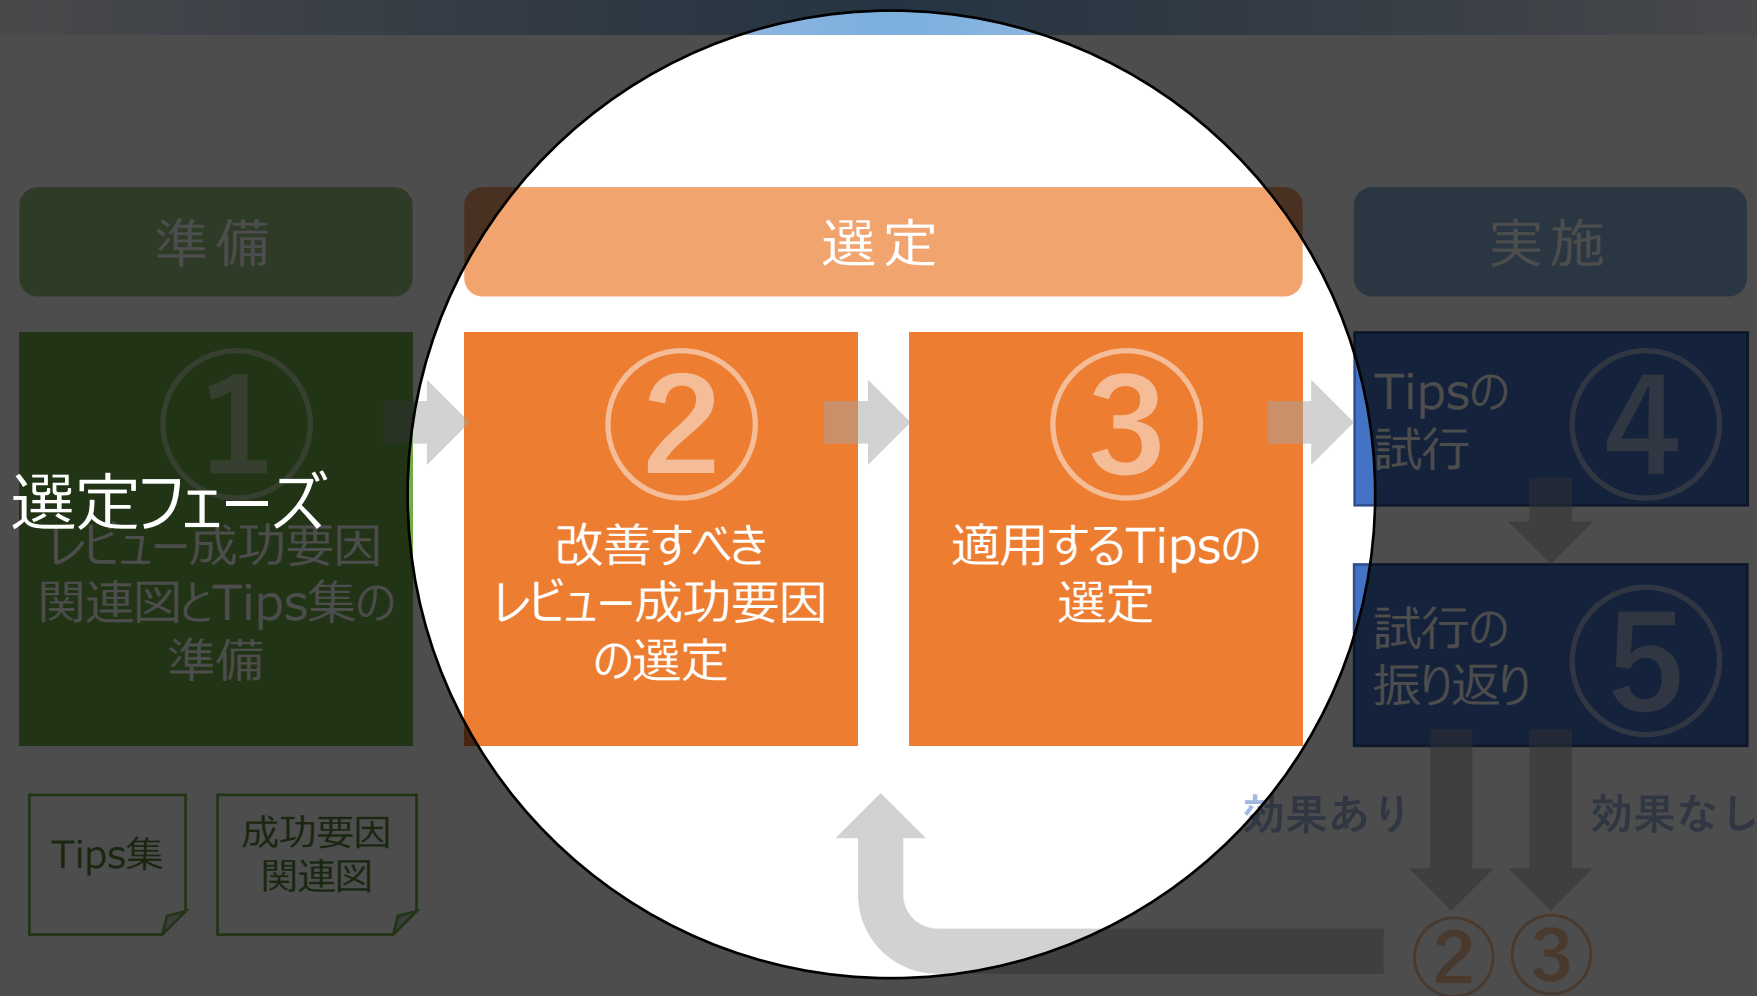 準備
選定
実施
①
レビュー成功要因
関連図とTips集の
準備
選定フェーズ
②
改善すべき
レビュー成功要因
の選定
③
適用するTipsの
選定
Tipsの
試行
④
試行の
振り返り
⑤
Tips集
成功要因
関連図
効果あり
効果なし
②
③